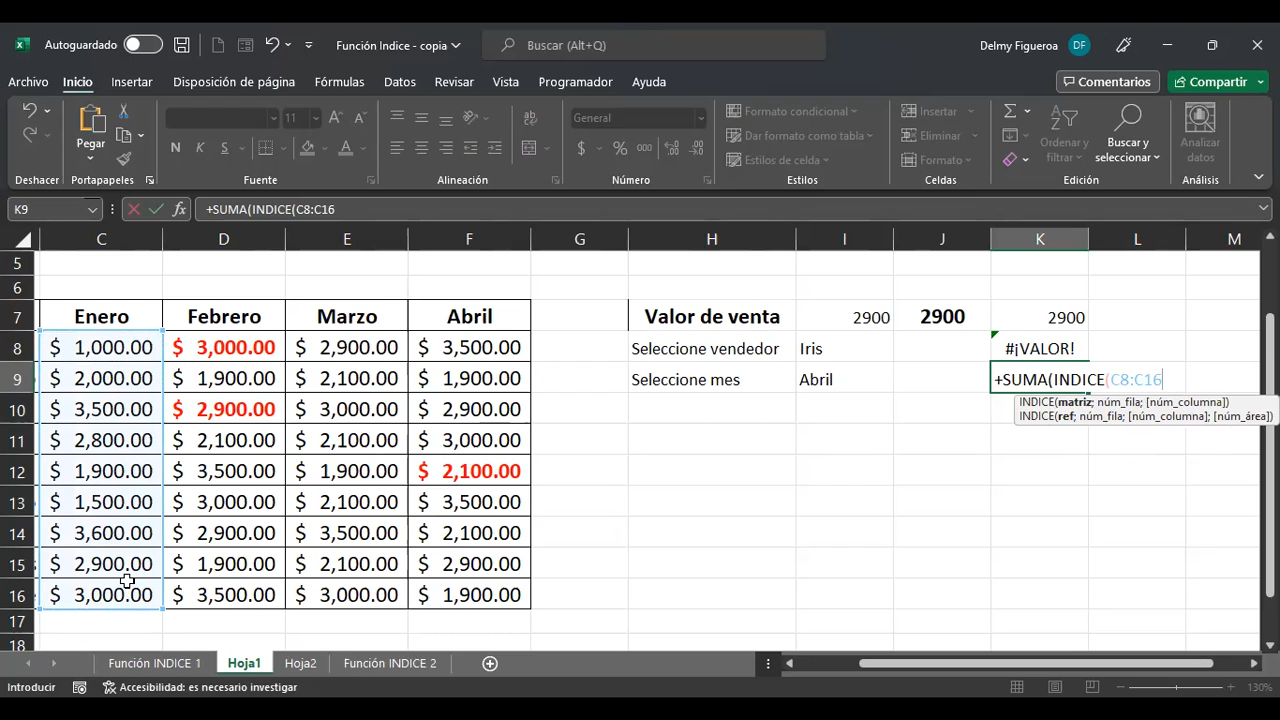 Autoguardado
Función Indice - copia
Buscar (Alt+Q)
Delmy Figueroa
DF
Archivo Inicio Insertar Disposición de página Fórmulas Datos Revisar Vista Programador Ayuda
Comentarios
Compartir
Pegar
11
General
N K S
A
$ % 000
Formato condicional
Dar formato como tabla
Estilos de celda
Insertar
Eliminar
Formato
Ordenar y filtrar
Buscar y seleccionar
Analizar datos
Deshacer Portapapeles Fuente Alineación Número Estilos Celdas Edición Análisis
K9
+SUMA(INDICE(C8:C16
C D E F G H I J K L M
5
6
7 Enero Febrero Marzo Abril Valor de venta 2900 2900 2900
8 $ 1,000.00 $ 3,000.00 $ 2,900.00 $ 3,500.00 Seleccione vendedor Iris #¡VALOR!
9 $ 2,000.00 $ 1,900.00 $ 2,100.00 $ 1,900.00 Seleccione mes Abril +SUMA(INDICE(C8:C16
INDICE(matriz; núm_fila; [núm_columna])
INDICE(ref; núm_fila; [núm_columna]; [núm_área])
10 $ 3,500.00 $ 2,900.00 $ 3,000.00 $ 2,900.00
11 $ 2,800.00 $ 2,100.00 $ 2,100.00 $ 3,000.00
12 $ 1,900.00 $ 3,500.00 $ 1,900.00 $ 2,100.00
13 $ 1,500.00 $ 3,000.00 $ 2,100.00 $ 3,500.00
14 $ 3,600.00 $ 2,900.00 $ 3,500.00 $ 2,100.00
15 $ 2,900.00 $ 1,900.00 $ 2,100.00 $ 2,900.00
16 $ 3,000.00 $ 3,500.00 $ 3,000.00 $ 1,900.00
17
18
Función INDICE 1 Hoja1 Hoja2 Función INDICE 2
Introducir
Accesibilidad: es necesario investigar
130%